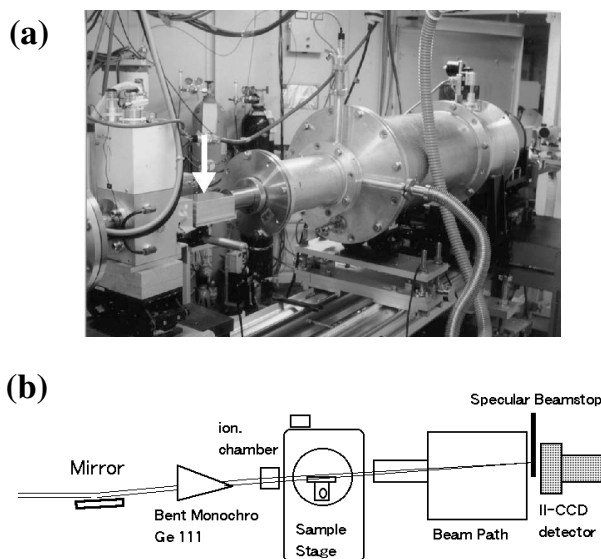 (a)
(b)
Specular Beamstop
ion.
chamber
Mirror
Bent Monochro
Ge 111
Sample
Stage
Beam Path
II-CCD
detector